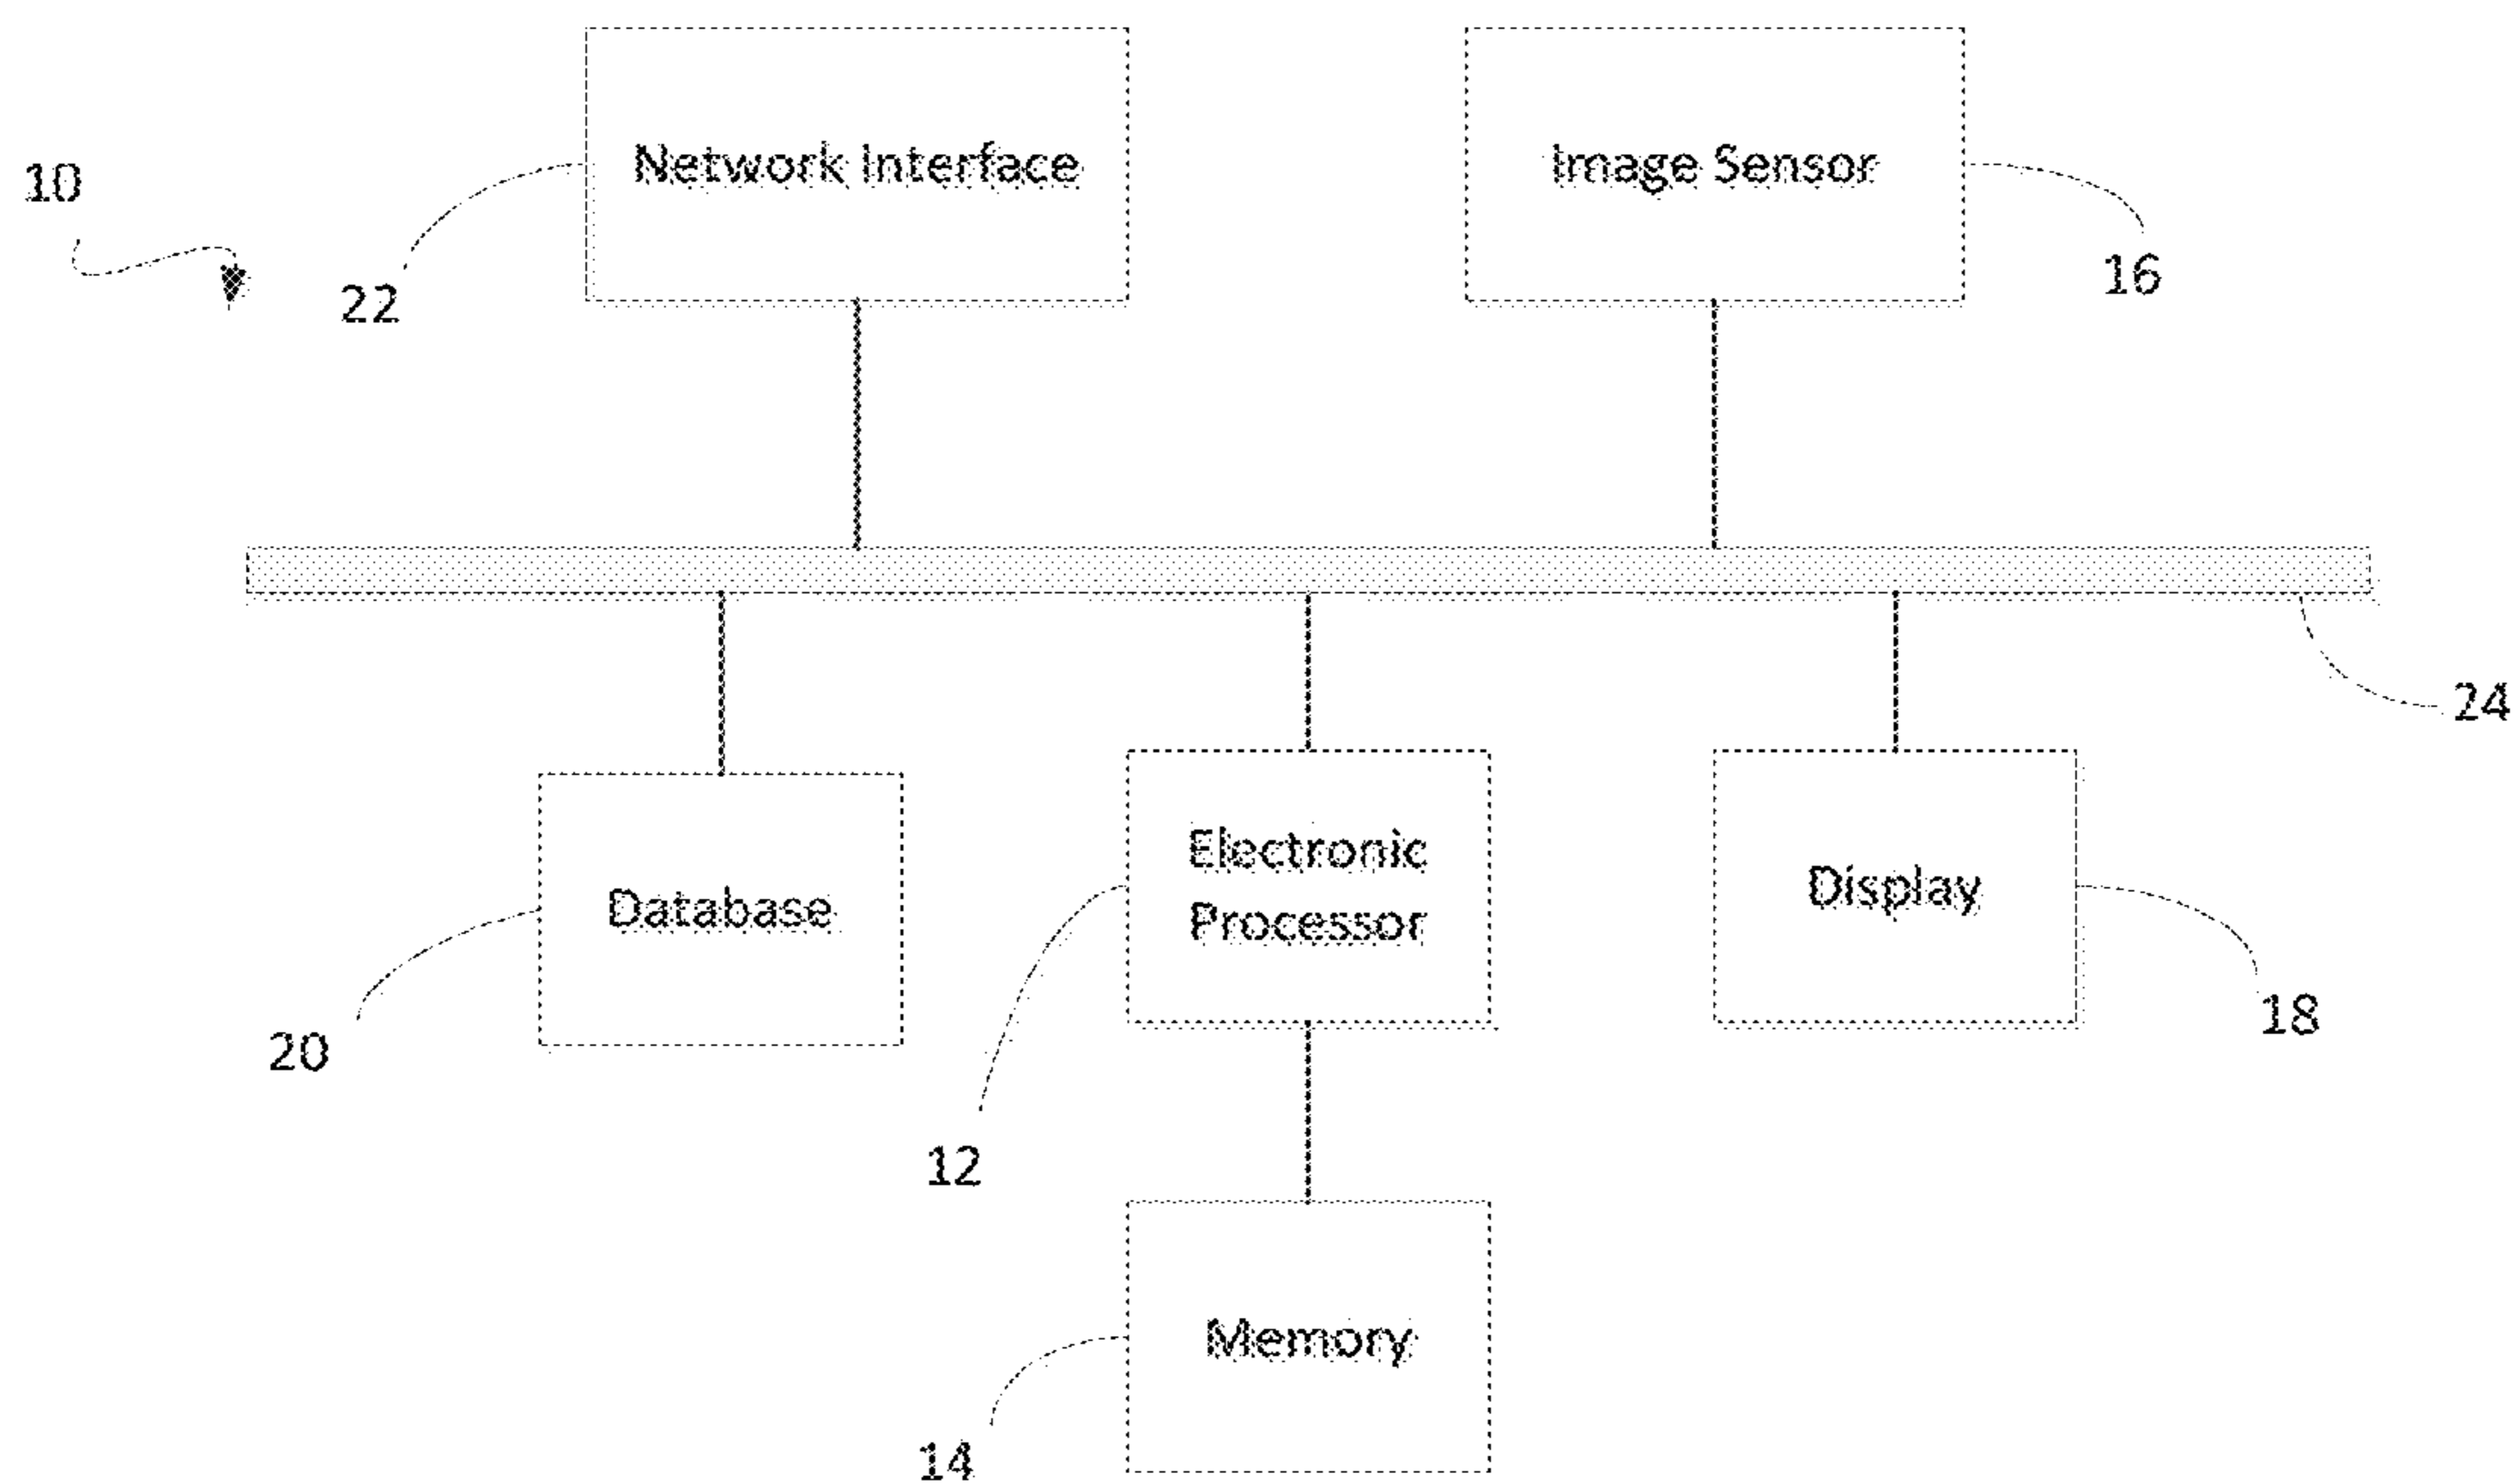 Network Interface
Image Sensor
10
16
22
24
Electronic
Processor
Database
Display
18
20
12
Memory
14